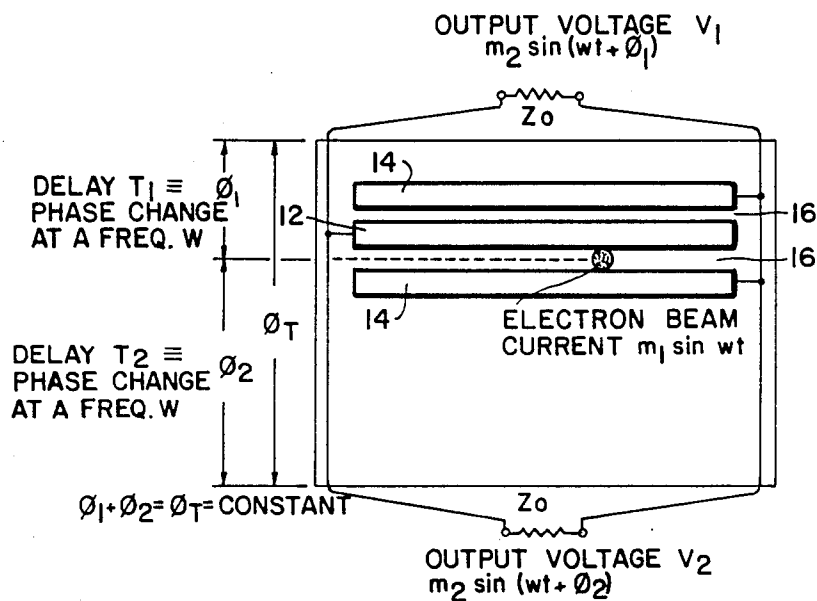 OUTPUT VOLTAGE V1
m2 sin (wt + Ø1)
Zo
14
DELAY T1 ≡ Ø1
PHASE CHANGE
AT A FREQ. W
12
16
16
14
ELECTRON BEAM
CURRENT m1 sin wt
ØT
DELAY T2 ≡
PHASE CHANGE Ø2
AT A FREQ. W
Ø1+Ø2=ØT=CONSTANT
Zo
OUTPUT VOLTAGE V2
m2 sin (wt + Ø2)